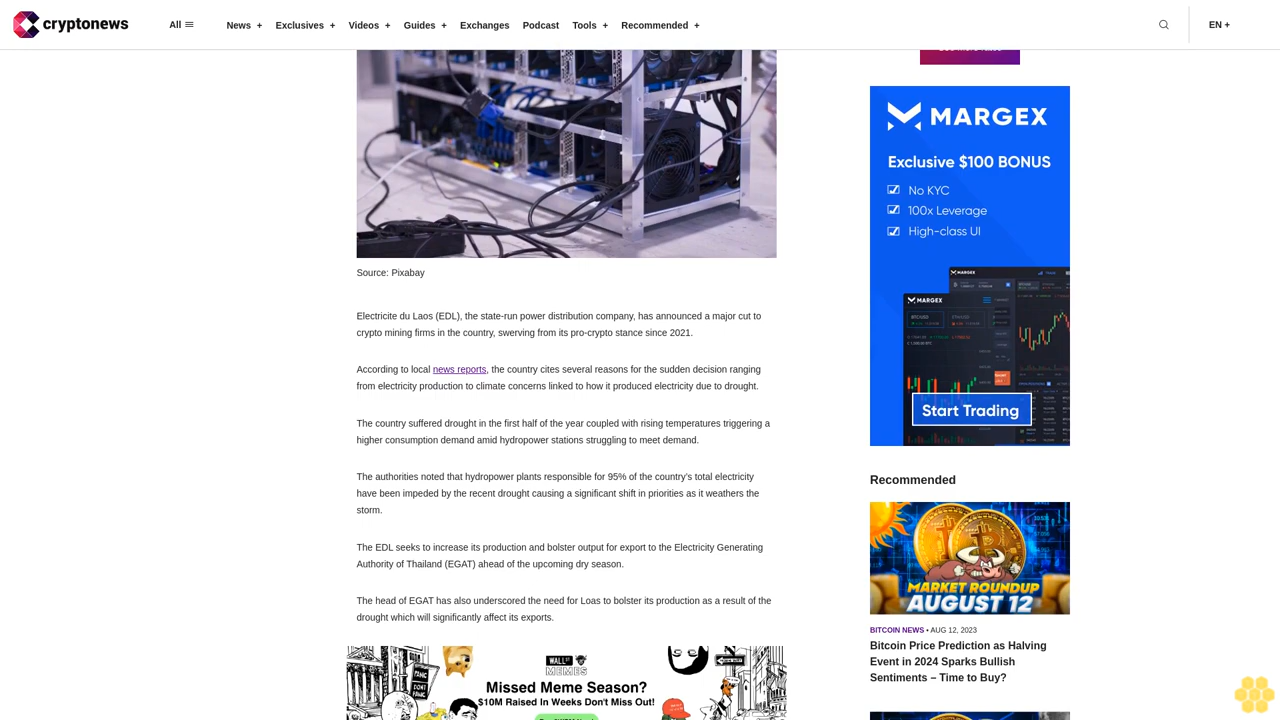 cryptonews
All
News +
Exclusives +
Videos +
Guides +
Exchanges
Podcast
Tools +
Recommended +
EN +
Source: Pixabay
Electricite du Laos (EDL), the state-run power distribution company, has announced a major cut to
crypto mining firms in the country, swerving from its pro-crypto stance since 2021.
According to local news reports, the country cites several reasons for the sudden decision ranging
from electricity production to climate concerns linked to how it produced electricity due to drought.
The country suffered drought in the first half of the year coupled with rising temperatures triggering a
higher consumption demand amid hydropower stations struggling to meet demand.
The authorities noted that hydropower plants responsible for 95% of the country's total electricity
have been impeded by the recent drought causing a significant shift in priorities as it weathers the
storm.
The EDL seeks to increase its production and bolster output for export to the Electricity Generating
Authority of Thailand (EGAT) ahead of the upcoming dry season.
The head of EGAT has also underscored the need for Loas to bolster its production as a result of the
drought which will significantly affect its exports.
WALL ST
MEMES
Missed Meme Season?
$10M Raised In Weeks Don't Miss Out!
PANIC
DON'T
PANIC
MARGEX
Exclusive $100 BONUS
No KYC
100x Leverage
High-class UI
MARGEX
MARGEX
Start Trading
Recommended
MARKET ROUNDUP
AUGUST 12
BITCOIN NEWS • AUG 12, 2023
Bitcoin Price Prediction as Halving
Event in 2024 Sparks Bullish
Sentiments – Time to Buy?